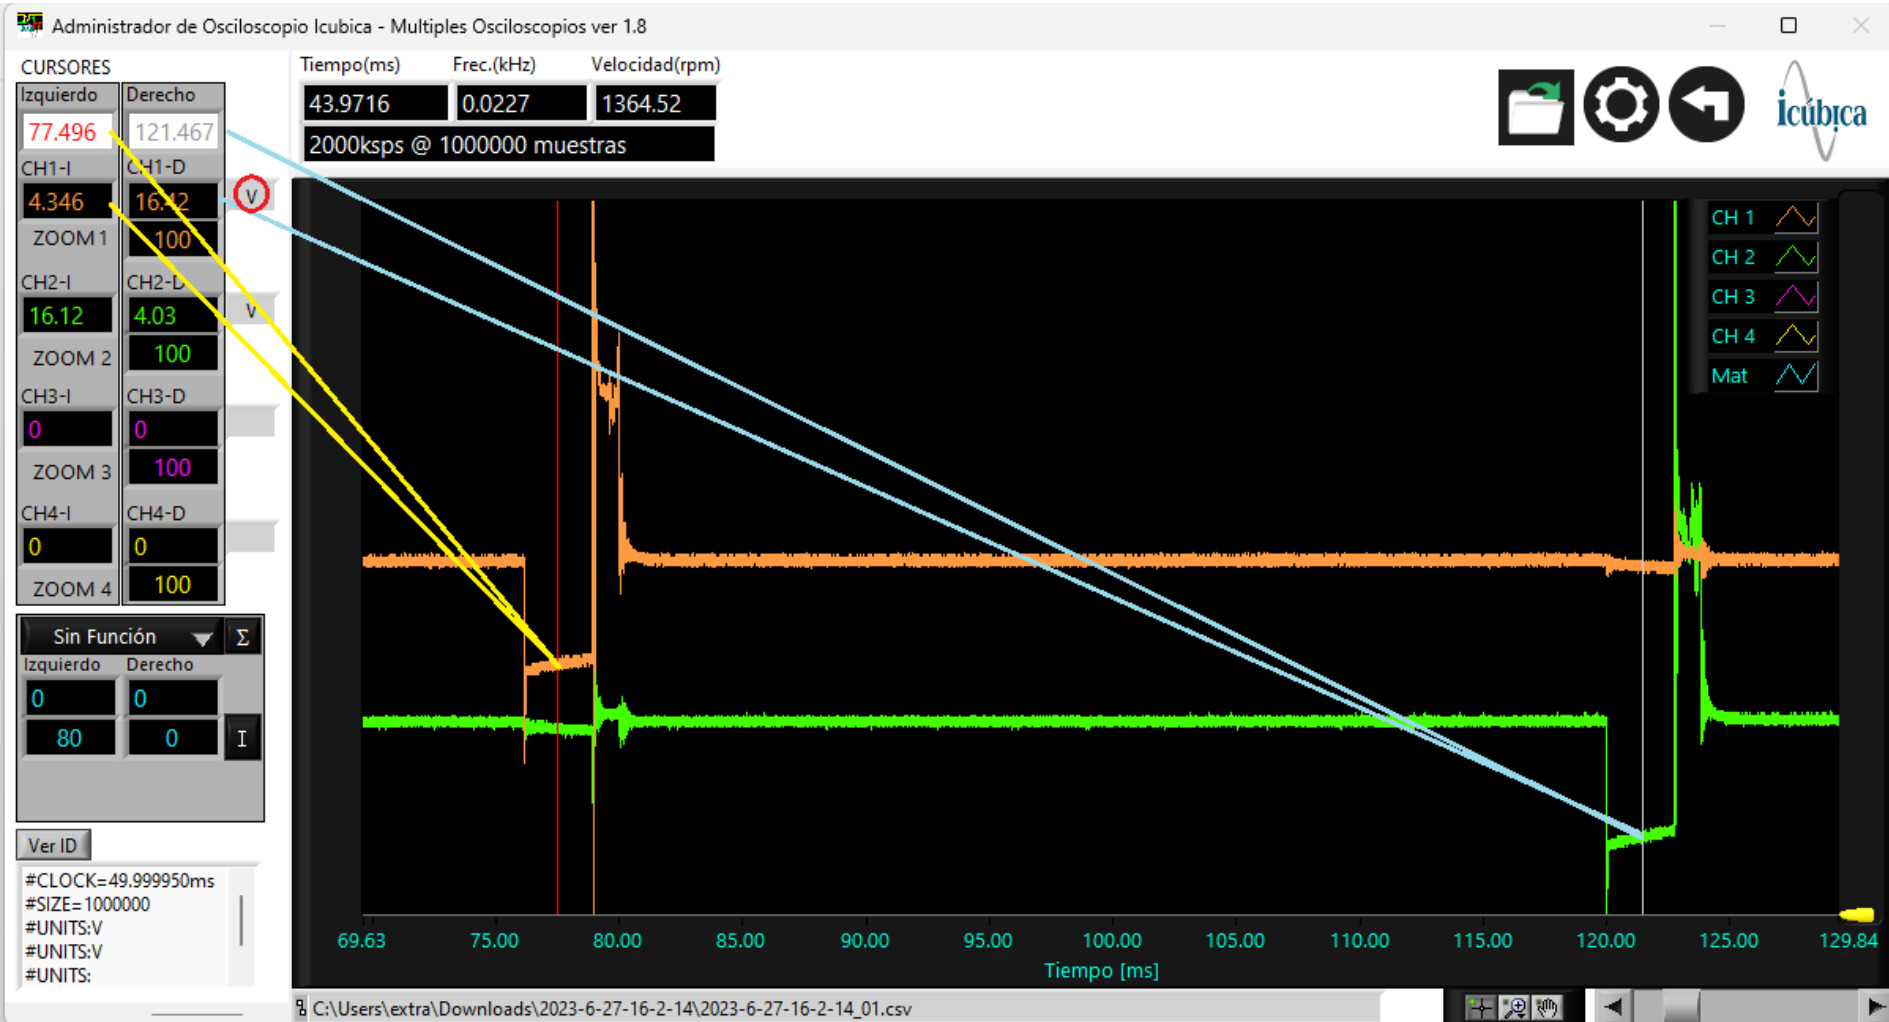 Administrador de Osciloscopio Icubica - Multiples Osciloscopios ver 1.8
CURSORES
Izquierdo Derecho
77.496 121.467
CH1-I CH1-D
4.346 16.42 V
ZOOM 1 100
CH2-I CH2-D
16.12 4.03 V
ZOOM 2 100
CH3-I CH3-D
0 0
ZOOM 3 100
CH4-I CH4-D
0 0
ZOOM 4 100
Sin Función Σ
Izquierdo Derecho
0 0
80 0 I
Ver ID
#CLOCK=49.999950ms
#SIZE=1000000
#UNITS:V
#UNITS:V
#UNITS:
Tiempo(ms) Frec.(kHz) Velocidad(rpm)
43.9716 0.0227 1364.52
2000ksps @ 1000000 muestras
icúbica
CH 1
CH 2
CH 3
CH 4
Mat
69.63 75.00 80.00 85.00 90.00 95.00 100.00 105.00 110.00 115.00 120.00 125.00 129.84
Tiempo [ms]
C:\Users\extra\Downloads\2023-6-27-16-2-14\2023-6-27-16-2-14_01.csv